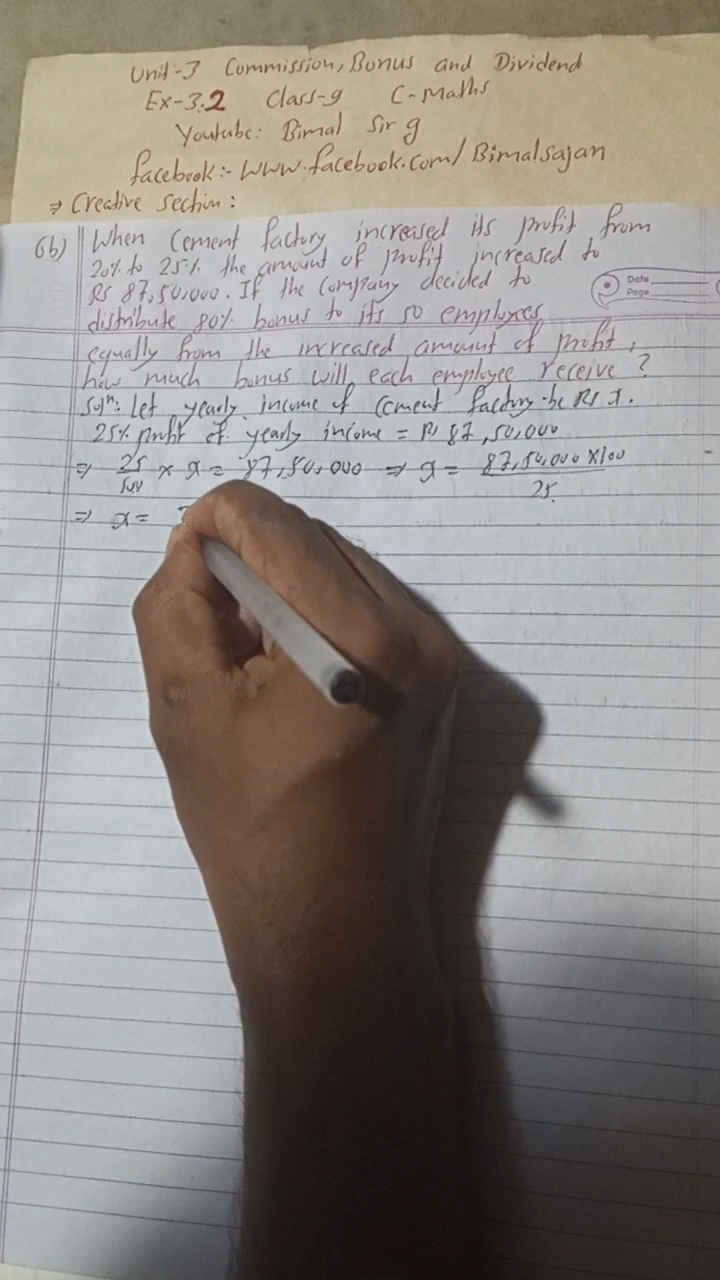 Unit-3 Commission, Bonus and Dividend
Ex-3.2 Class-9 C-Maths
Youtube: Bimal Sir g
facebook:- www.facebook.com/Bimalsajan
⇒ Creative section:
6b) When Cement factory increased its profit from
20% to 25% the amount of profit increased to
Rs 87,50,000. If the company decided to
Date
Page
distribute 80% bonus to its 50 employees
equally from the increased amount of profit,
how much bonus will each employee receive?
Solⁿ: Let yearly income of cement factory be Rs x.
25% profit of yearly income = Rs 87,50,000
⇒ 25/100 × x = 87,50,000 ⇒ x = 87,50,000×100/25
⇒ x =